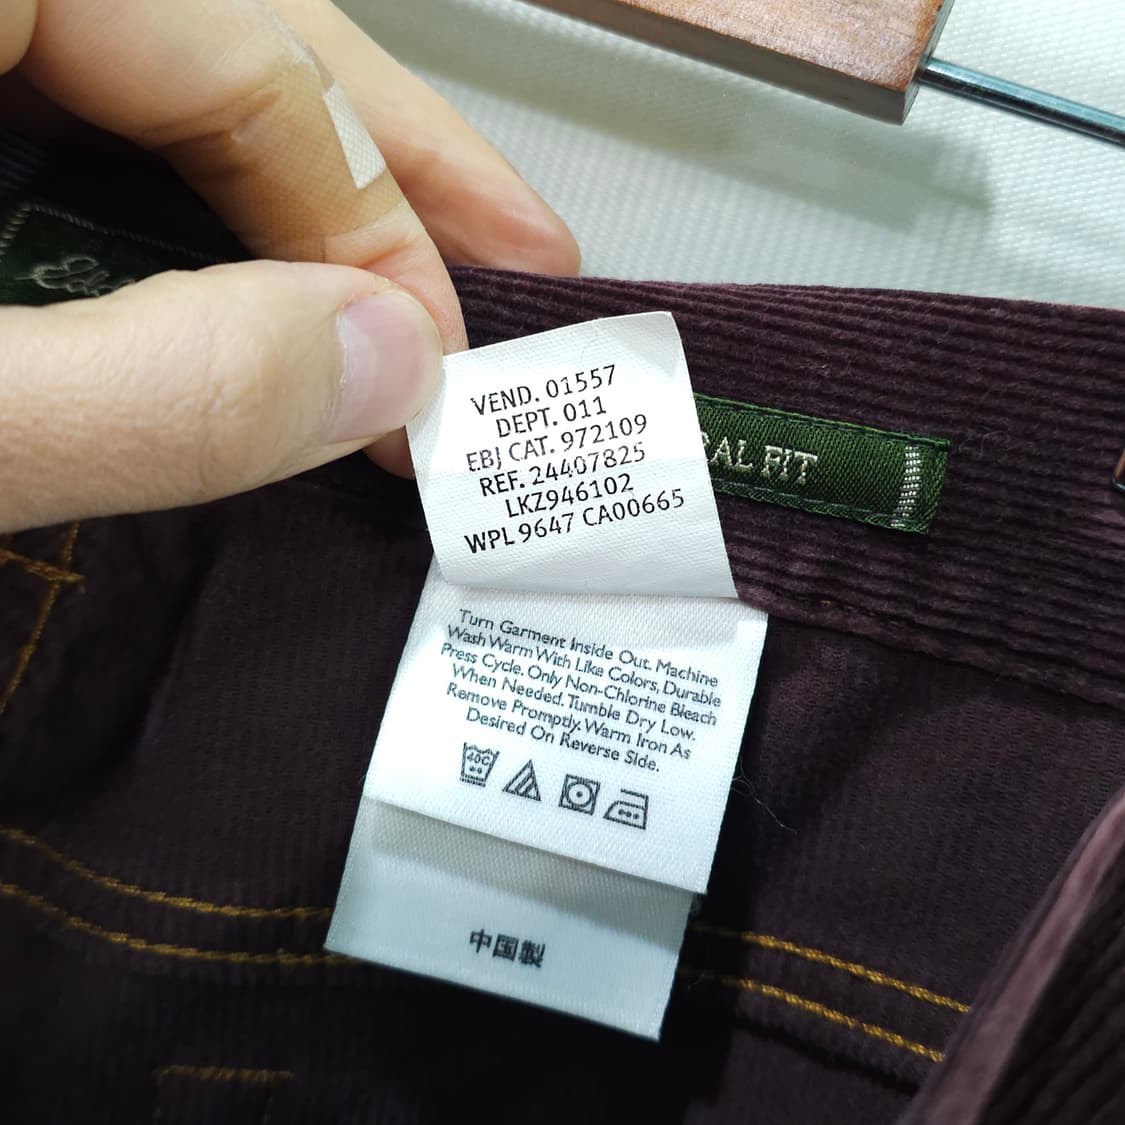 VEND. 01557
DEPT. 011
EBJ CAT. 972109
REF. 24407825
LKZ946102
WPL 9647 CA00665
FIT
Turn Garment Inside Out. Machine
Wash Warm With Like Colors, Durable
Press Cycle. Only Non-Chlorine Bleach
When Needed. Tumble Dry Low.
Remove Promptly. Warm Iron As
Desired On Reverse Side.
40C
中国製